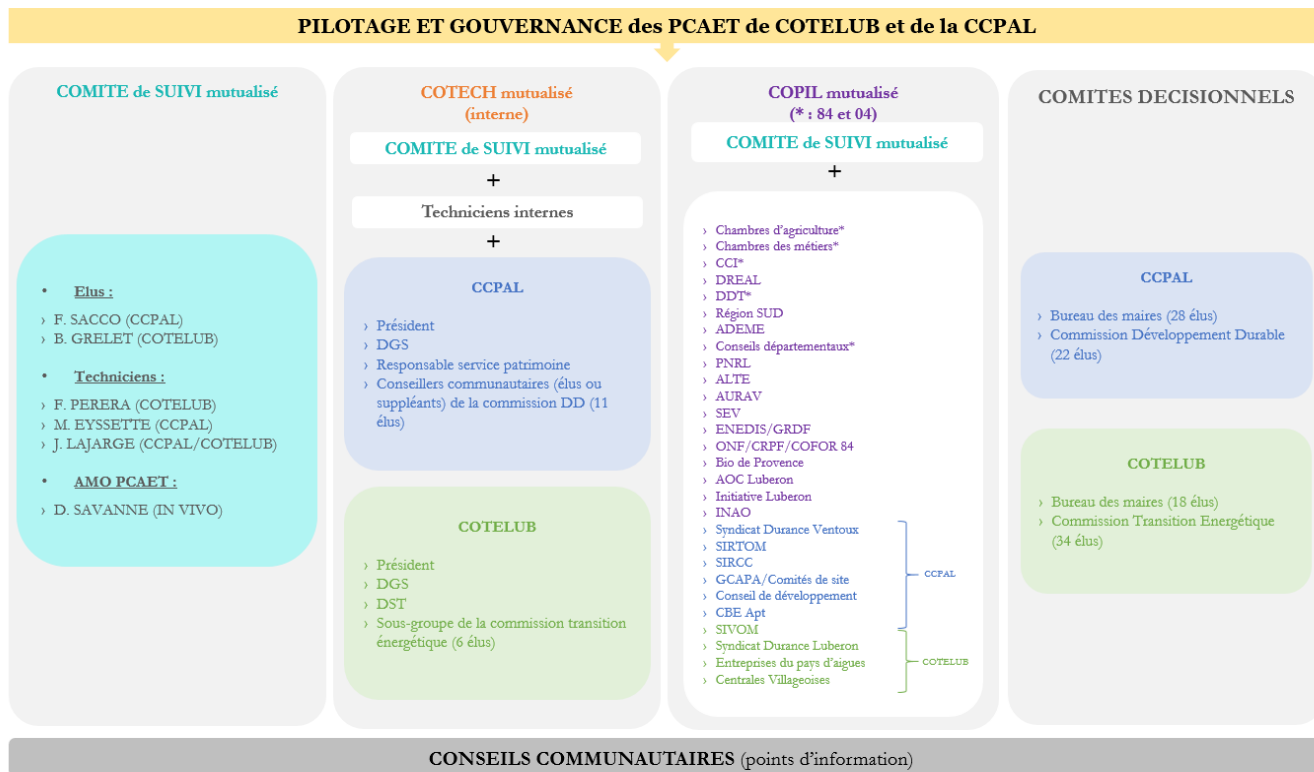 PILOTAGE ET GOUVERNANCE des PCAET de COTELUB et de la CCPAL
COMITE de SUIVI mutualisé
• Elus :
› F. SACCO (CCPAL)
› B. GRELET (COTELUB)
• Techniciens :
› F. PERERA (COTELUB)
› M. EYSSETTE (CCPAL)
› J. LAJARGE (CCPAL/COTELUB)
• AMO PCAET :
› D. SAVANNE (IN VIVO)
COTECH mutualisé
(interne)
COMITE de SUIVI mutualisé
+
Techniciens internes
+
CCPAL
› Président
› DGS
› Responsable service patrimoine
› Conseillers communautaires (élus ou
suppléants) de la commission DD (11
élus)
COTELUB
› Président
› DGS
› DST
› Sous-groupe de la commission transition
énergétique (6 élus)
COPIL mutualisé
(* : 84 et 04)
COMITE de SUIVI mutualisé
+
› Chambres d'agriculture*
› Chambres des métiers*
› CCI*
› DREAL
› DDT*
› Région SUD
› ADEME
› Conseils départementaux*
› PNRL
› ALTE
› AURAV
› SEV
› ENEDIS/GRDF
› ONF/CRPF/COFOR 84
› Bio de Provence
› AOC Luberon
› Initiative Luberon
› INAO
› Syndicat Durance Ventoux
› SIRTOM
› SIRCC
› GCAPA/Comités de site
› Conseil de développement
› CBE Apt
CCPAL
› SIVOM
› Syndicat Durance Luberon
› Entreprises du pays d'aigues
› Centrales Villageoises
COTELUB
COMITES DECISIONNELS
CCPAL
› Bureau des maires (28 élus)
› Commission Développement Durable
(22 élus)
COTELUB
› Bureau des maires (18 élus)
› Commission Transition Energétique
(34 élus)
CONSEILS COMMUNAUTAIRES (points d'information)